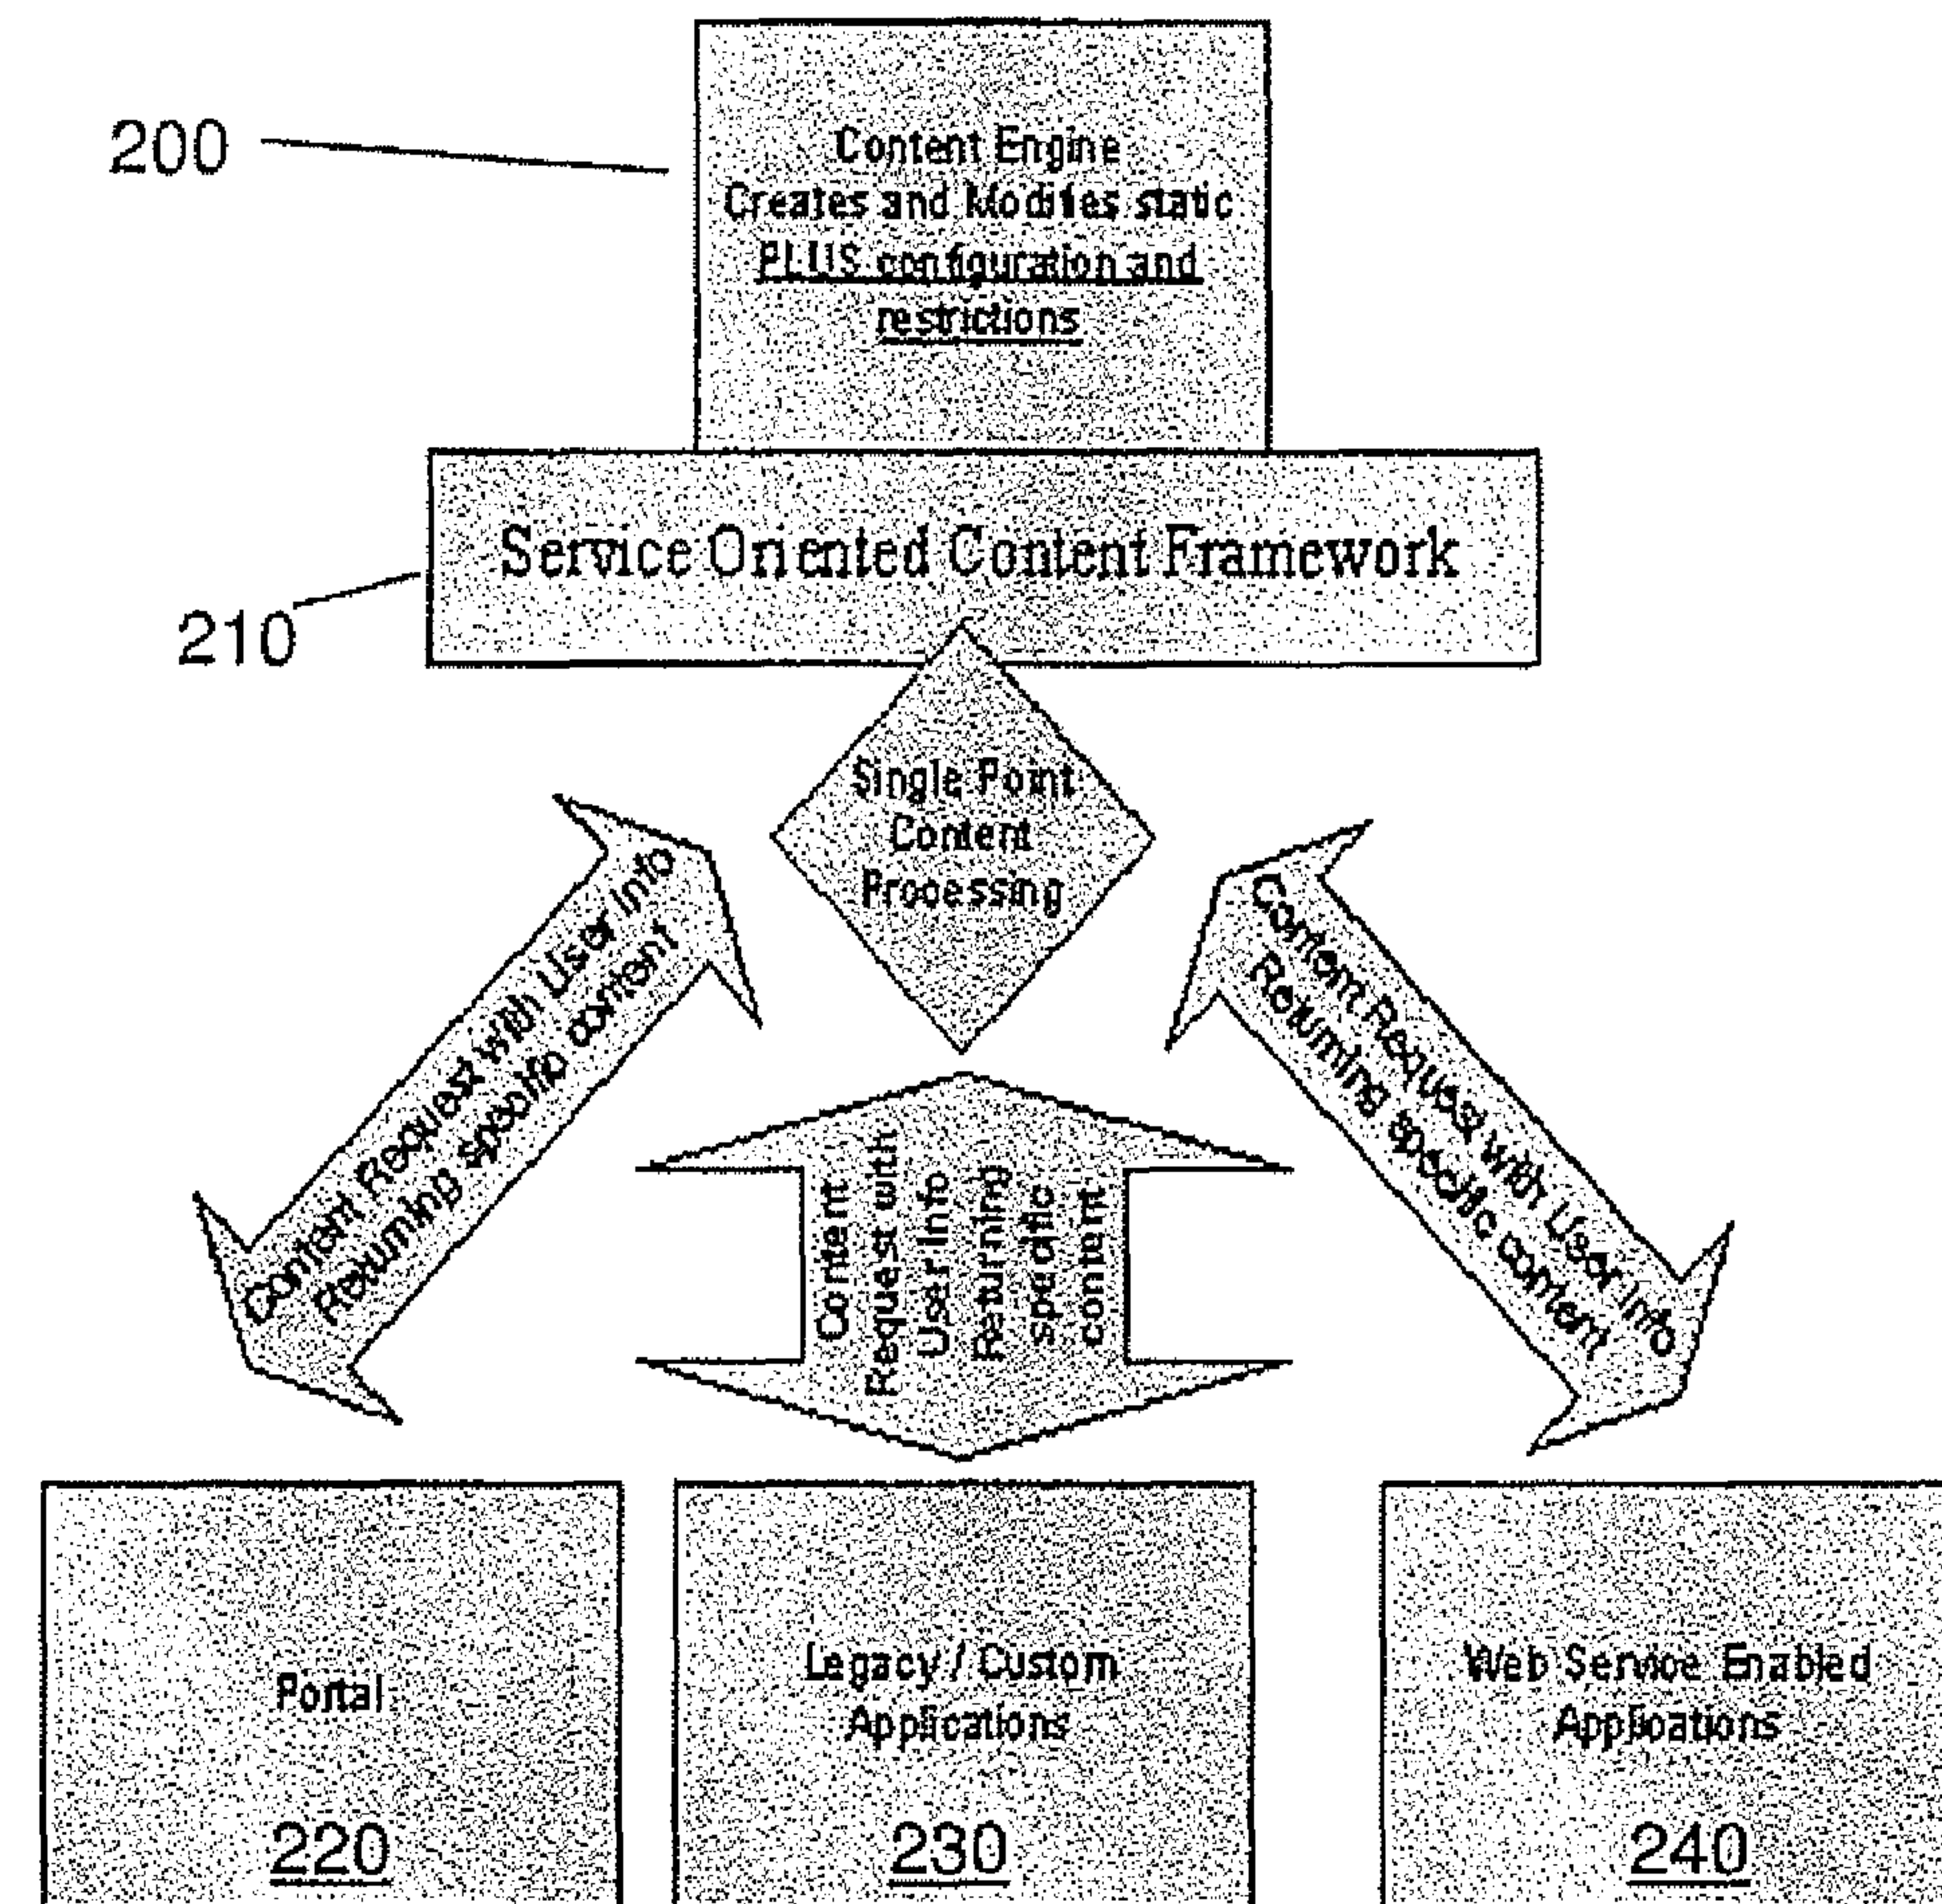 200
Content Engine
Creates and Modifies static
PLUS configuration and
restrictions
Service Oriented Content Framework
210
Single Point
Content
Processing
Content Request with User Info
Returning specific content
Content
Request with
User Info
Returning
specific
content
Content Request with User Info
Returning specific content
Portal
220
Legacy / Custom
Applications
230
Web Service Enabled
Applications
240